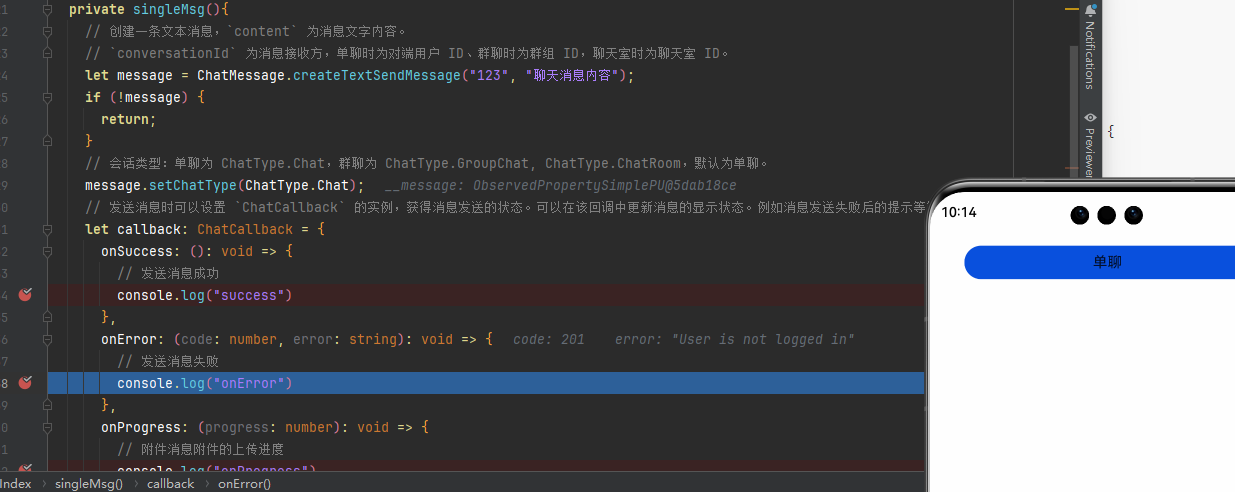 1 private singleMsg(){
2 // 创建一条文本消息，`content` 为消息文字内容。
3 // `conversationId` 为消息接收方，单聊时为对端用户 ID、群聊时为群组 ID，聊天室时为聊天室 ID。
4 let message = ChatMessage.createTextSendMessage("123", "聊天消息内容");
5 if (!message) {
6 return;
7 }
8 // 会话类型：单聊为 ChatType.Chat，群聊为 ChatType.GroupChat, ChatType.ChatRoom，默认为单聊。
9 message.setChatType(ChatType.Chat); __message: ObservedPropertySimplePU@5dab18ce
0 // 发送消息时可以设置 `ChatCallback` 的实例，获得消息发送的状态。可以在该回调中更新消息的显示状态。例如消息发送失败后的提示等
1 let callback: ChatCallback = {
2 onSuccess: (): void => {
3 // 发送消息成功
4 console.log("success")
5 },
6 onError: (code: number, error: string): void => { code: 201 error: "User is not logged in"
7 // 发送消息失败
8 console.log("onError")
9 },
0 onProgress: (progress: number): void => {
1 // 附件消息附件的上传进度
console.log("onProgress")
Index › singleMsg() › callback › onError()
Notifications
Previewer
{
10:14
单聊